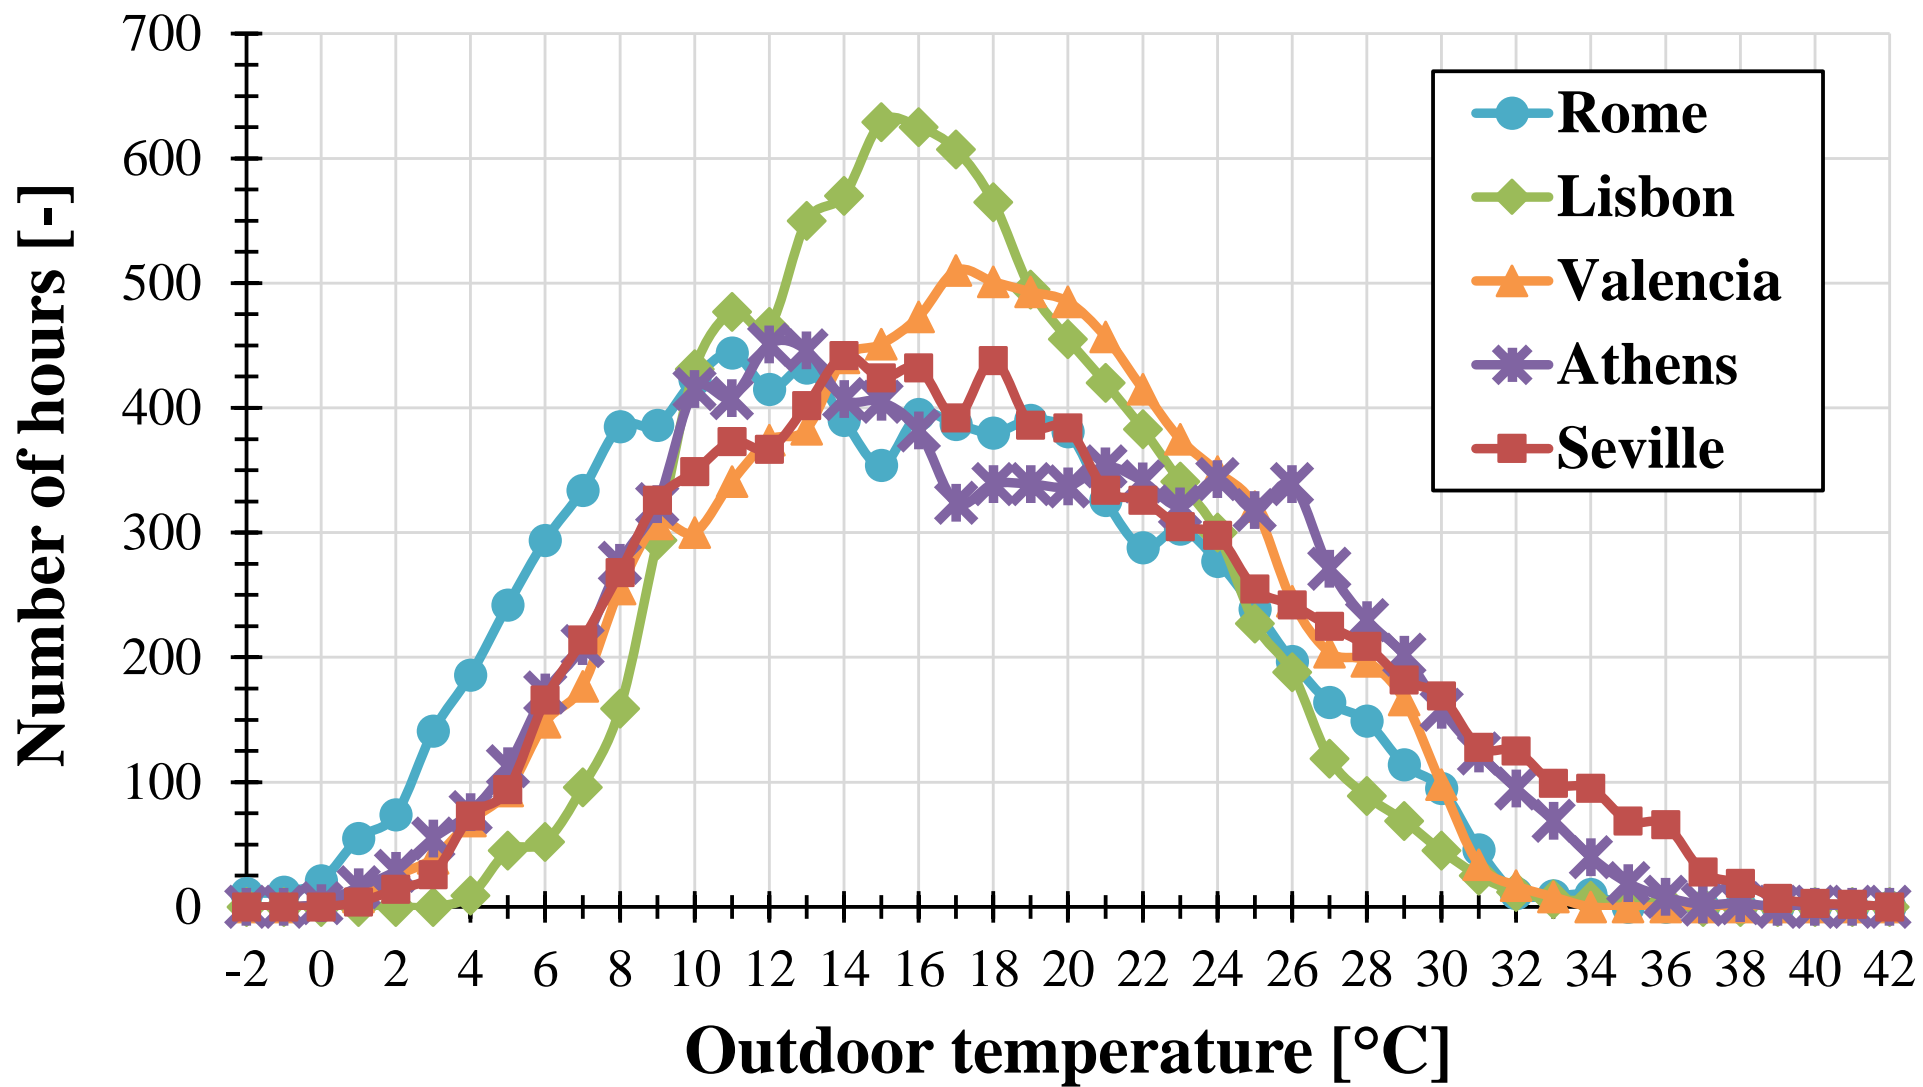 Number of hours [-]
700
600
500
400
300
200
100
0
Rome
Lisbon
Valencia
Athens
Seville
-2 0 2 4 6 8 10 12 14 16 18 20 22 24 26 28 30 32 34 36 38 40 42
Outdoor temperature [°C]